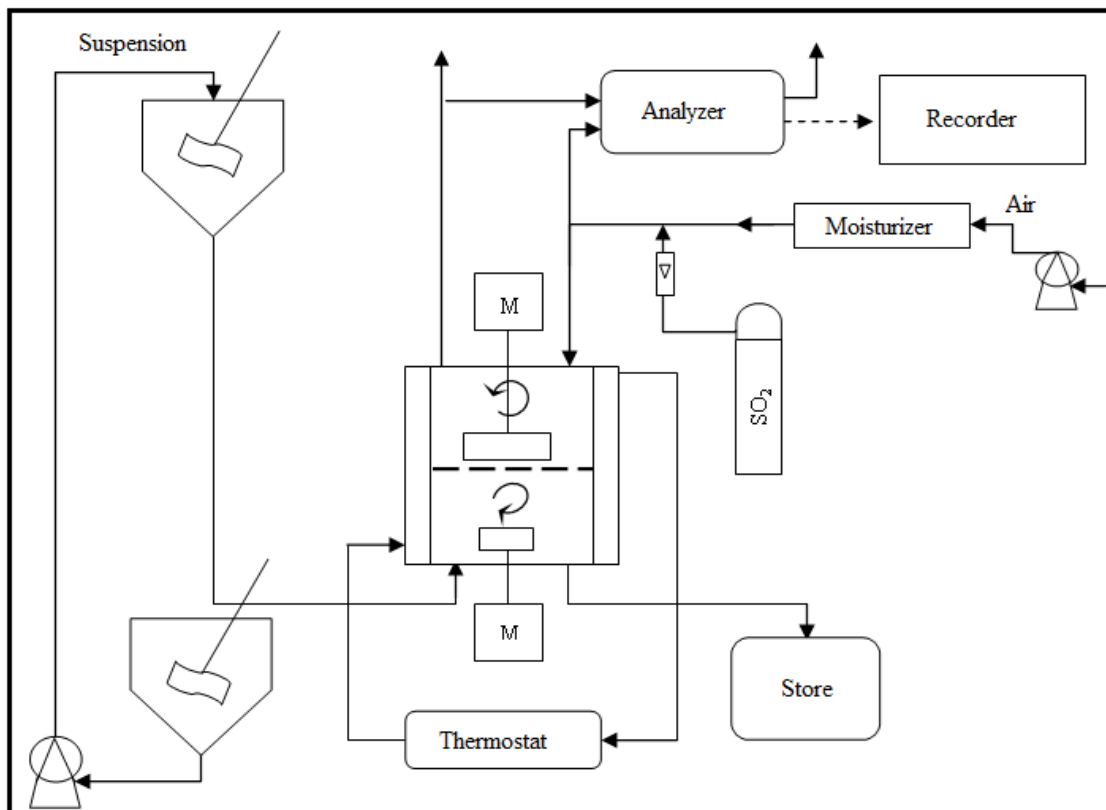 Suspension
Analyzer
Recorder
Air
Moisturizer
M
SO₂
M
Store
Thermostat